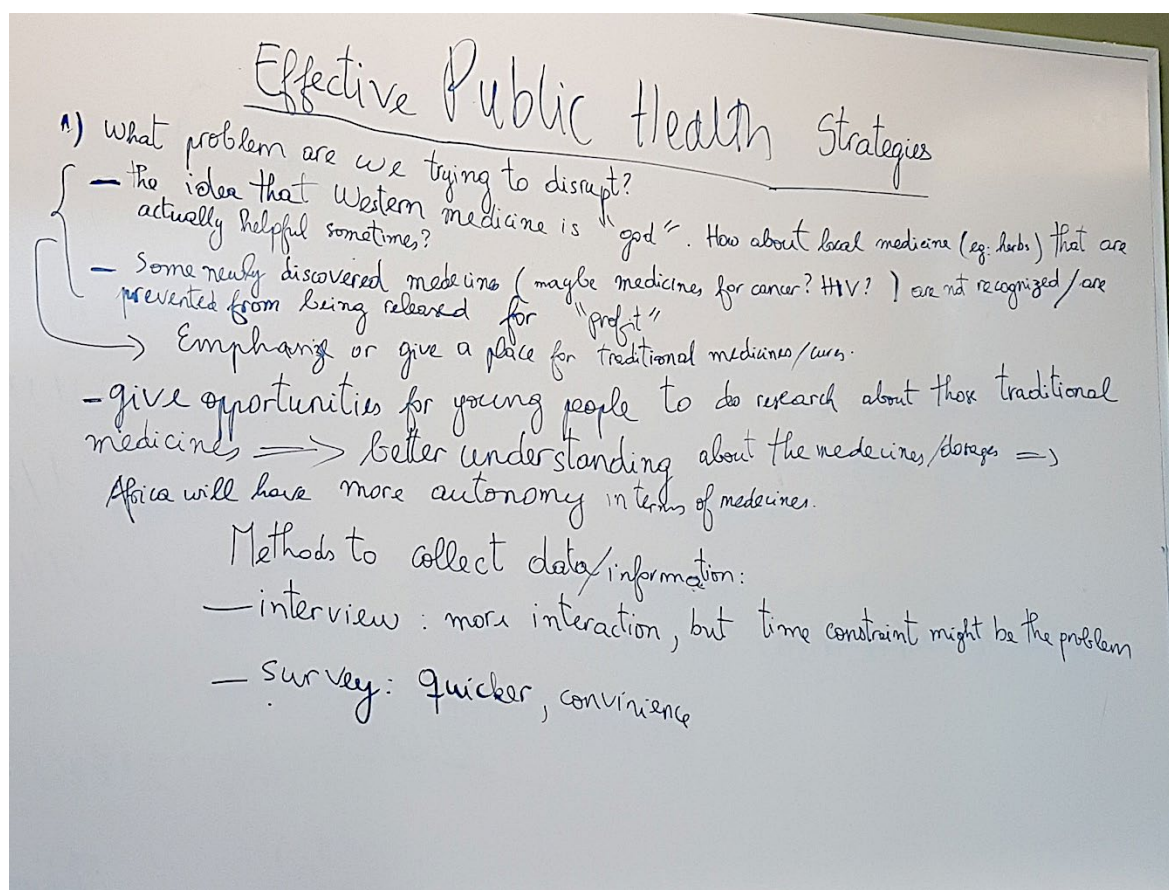 Effective Public Health Strategies
1) What problem are we trying to disrupt?
– the idea that Western medicine is "god". How about local medicine (eg: herbs) that are
actually helpful sometimes?
– Some newly discovered medecine (maybe medicines for cancer? HIV?) are not recognized/are
prevented from being released for "profit"
→ Emphasize or give a place for traditional medicines/cures.
- give opportunities for young people to do research about those traditional
medicines => better understanding about the medecines/dosages =>
Africa will have more autonomy in terms of medecines.
Methods to collect data/information:
– interview: more interaction, but time constraint might be the problem
– survey: quicker, convinience